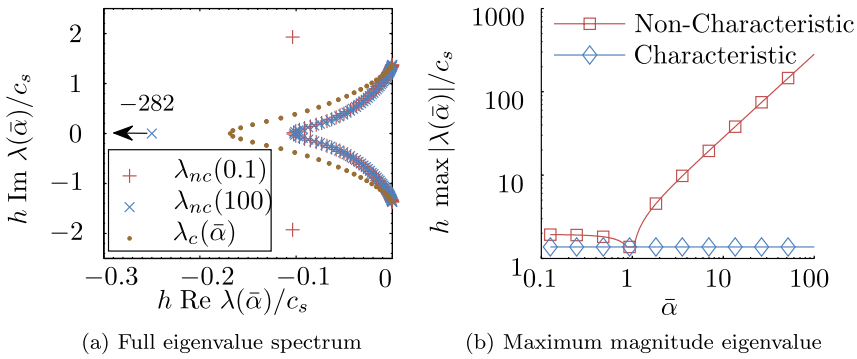 2
1
0
−1
−2
h Im λ(ᾱ)/c_s
−282
λ_nc(0.1)
λ_nc(100)
λ_c(ᾱ)
−0.3 −0.2 −0.1 0
h Re λ(ᾱ)/c_s
(a) Full eigenvalue spectrum
1000
100
10
1
h max |λ(ᾱ)|/c_s
Non-Characteristic
Characteristic
0.1 1 10 100
ᾱ
(b) Maximum magnitude eigenvalue